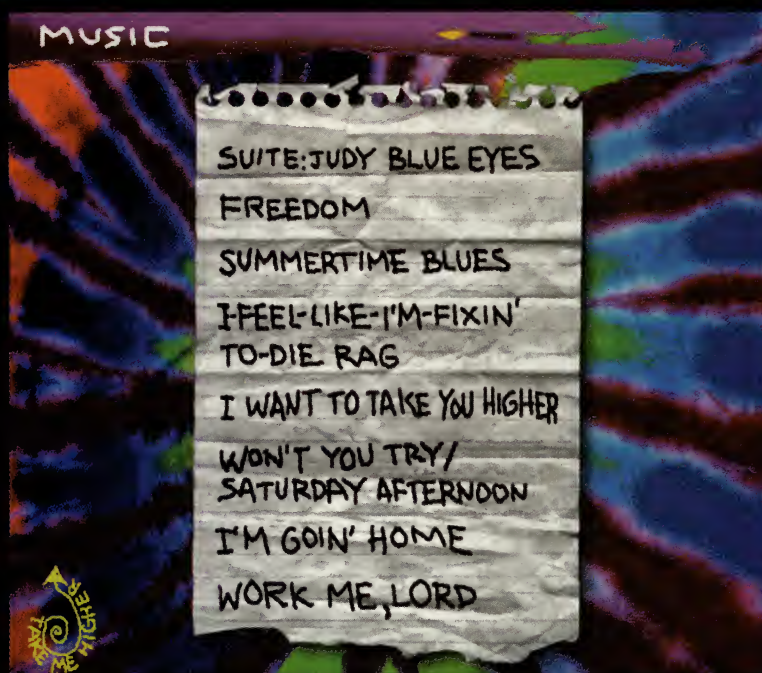 MUSIC
SUITE:JUDY BLUE EYES
FREEDOM
SUMMERTIME BLUES
I-FEEL-LIKE-I'M-FIXIN'
TO-DIE RAG
I WANT TO TAKE YOU HIGHER
WON'T YOU TRY/
SATURDAY AFTERNOON
I'M GOIN' HOME
WORK ME, LORD
TAKE ME HIGHER